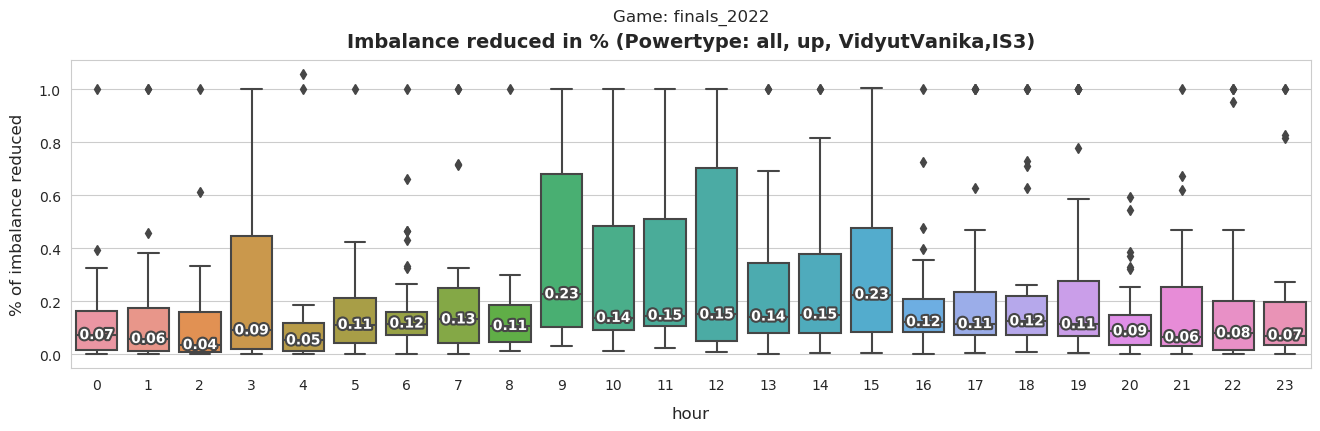 Game: finals_2022
Imbalance reduced in % (Powertype: all, up, VidyutVanika,IS3)
% of imbalance reduced
1.0
0.8
0.6
0.4
0.2
0.0
0.07 0.06 0.04 0.09 0.05 0.11 0.12 0.13 0.11 0.23 0.14 0.15 0.15 0.14 0.15 0.23 0.12 0.11 0.12 0.11 0.09 0.06 0.08 0.07
0 1 2 3 4 5 6 7 8 9 10 11 12 13 14 15 16 17 18 19 20 21 22 23
hour